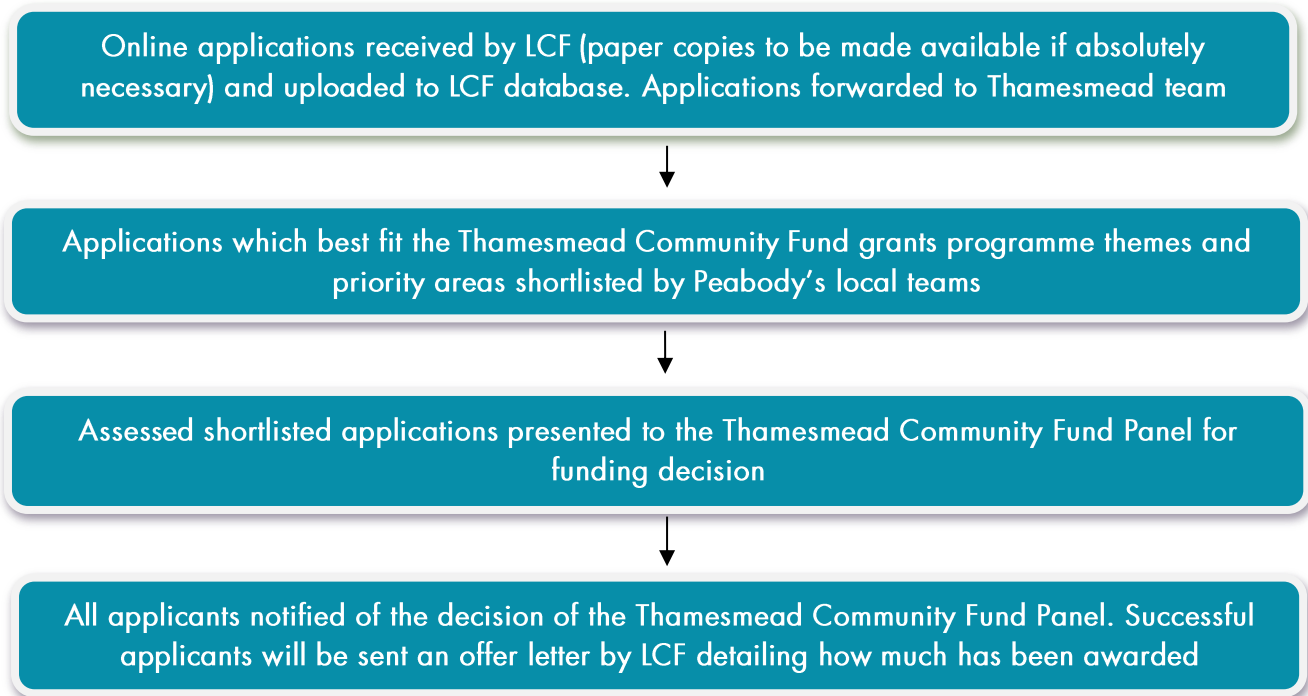 Online applications received by LCF (paper copies to be made available if absolutely
necessary) and uploaded to LCF database. Applications forwarded to Thamesmead team
Applications which best fit the Thamesmead Community Fund grants programme themes and
priority areas shortlisted by Peabody’s local teams
Assessed shortlisted applications presented to the Thamesmead Community Fund Panel for
funding decision
All applicants notified of the decision of the Thamesmead Community Fund Panel. Successful
applicants will be sent an offer letter by LCF detailing how much has been awarded